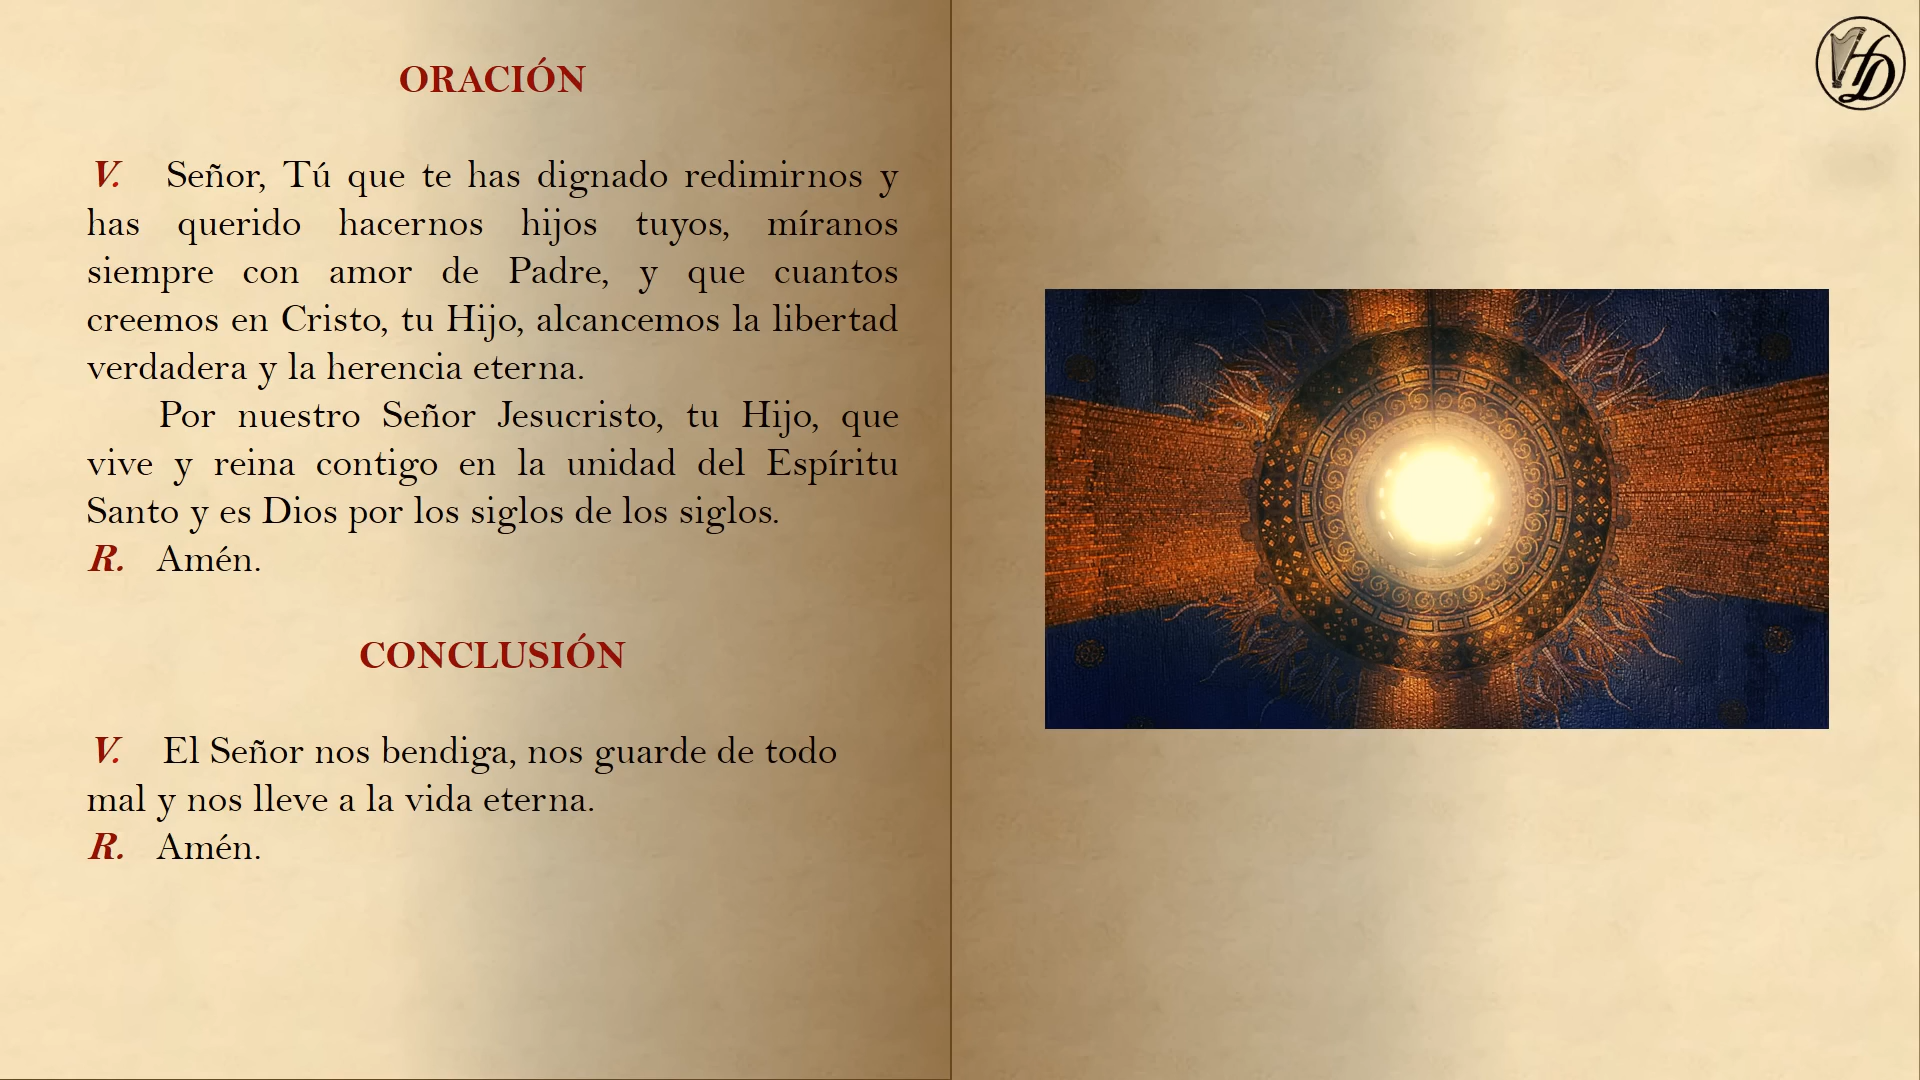 ORACIÓN
V. Señor, Tú que te has dignado redimirnos y
has querido hacernos hijos tuyos, míranos
siempre con amor de Padre, y que cuantos
creemos en Cristo, tu Hijo, alcancemos la libertad
verdadera y la herencia eterna.
Por nuestro Señor Jesucristo, tu Hijo, que
vive y reina contigo en la unidad del Espíritu
Santo y es Dios por los siglos de los siglos.
R. Amén.
CONCLUSIÓN
V. El Señor nos bendiga, nos guarde de todo
mal y nos lleve a la vida eterna.
R. Amén.
HD